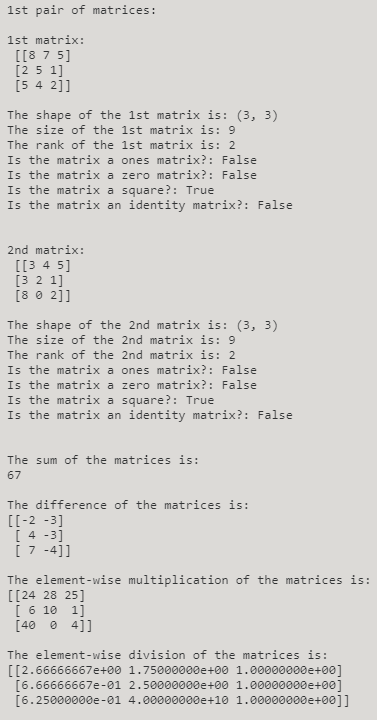 1st pair of matrices:
1st matrix:
[[8 7 5]
[2 5 1]
[5 4 2]]
The shape of the 1st matrix is: (3, 3)
The size of the 1st matrix is: 9
The rank of the 1st matrix is: 2
Is the matrix a ones matrix?: False
Is the matrix a zero matrix?: False
Is the matrix a square?: True
Is the matrix an identity matrix?: False
2nd matrix:
[[3 4 5]
[3 2 1]
[8 0 2]]
The shape of the 2nd matrix is: (3, 3)
The size of the 2nd matrix is: 9
The rank of the 2nd matrix is: 2
Is the matrix a ones matrix?: False
Is the matrix a zero matrix?: False
Is the matrix a square?: True
Is the matrix an identity matrix?: False
The sum of the matrices is:
67
The difference of the matrices is:
[[-2 -3]
[ 4 -3]
[ 7 -4]]
The element-wise multiplication of the matrices is:
[[24 28 25]
[ 6 10  1]
[40  0  4]]
The element-wise division of the matrices is:
[[2.66666667e+00 1.75000000e+00 1.00000000e+00]
[6.66666667e-01 2.50000000e+00 1.00000000e+00]
[6.25000000e-01 4.00000000e+10 1.00000000e+00]]